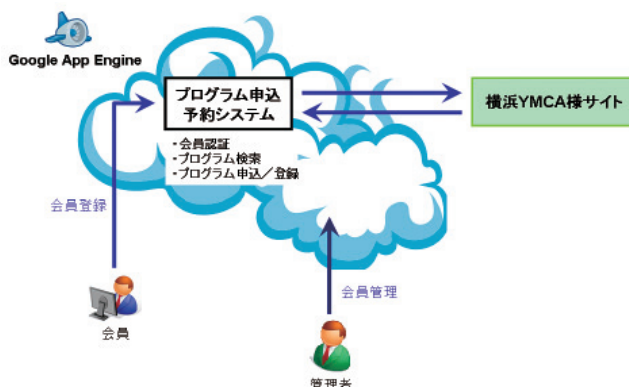 Google App Engine
プログラム申込
予約システム
・会員認証
・プログラム検索
・プログラム申込／登録
横浜YMCA様サイト
会員登録
会員管理
会員
管理者